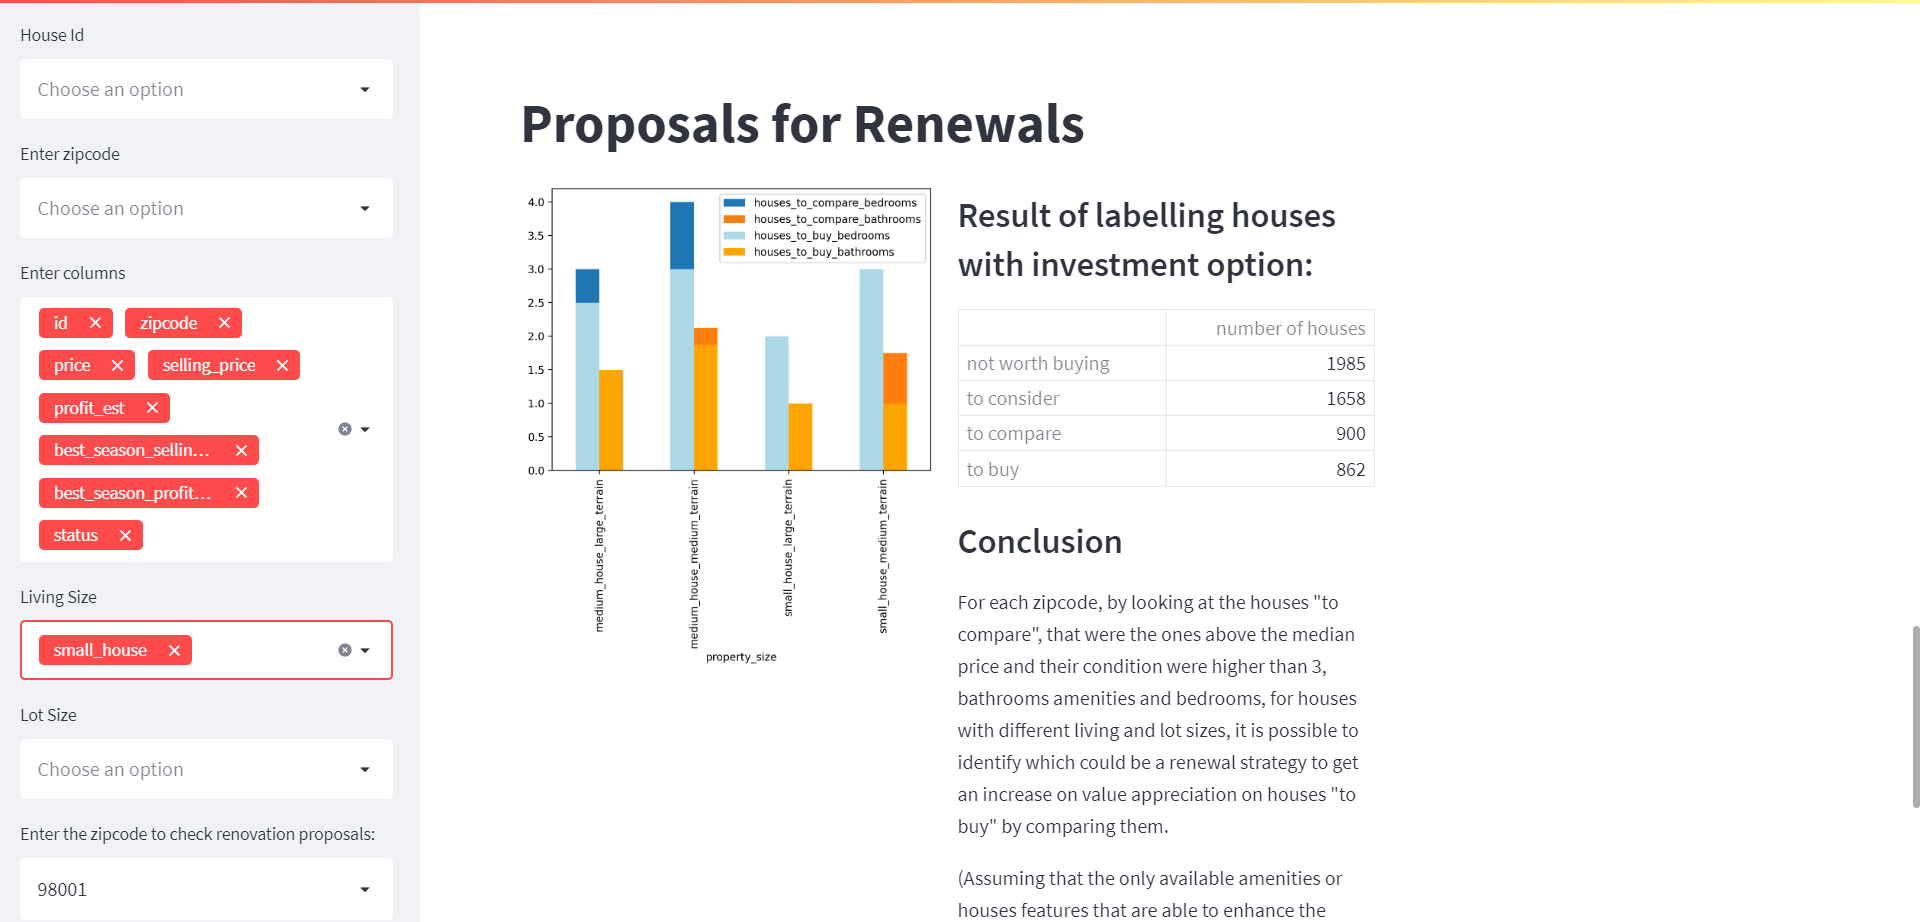 House Id
Choose an option
Enter zipcode
Choose an option
Enter columns
id
zipcode
price
selling_price
profit_est
best_season_sellin...
best_season_profit...
status
Living Size
small_house
Lot Size
Choose an option
Enter the zipcode to check renovation proposals:
98001
Proposals for Renewals
4.0
3.5
3.0
2.5
2.0
1.5
1.0
0.5
0.0
houses_to_compare_bedrooms
houses_to_compare_bathrooms
houses_to_buy_bedrooms
houses_to_buy_bathrooms
medium_house_large_terrain
medium_house_medium_terrain
small_house_large_terrain
small_house_medium_terrain
property_size
Result of labelling houses
with investment option:
number of houses
not worth buying 1985
to consider 1658
to compare 900
to buy 862
Conclusion
For each zipcode, by looking at the houses "to
compare", that were the ones above the median
price and their condition were higher than 3,
bathrooms amenities and bedrooms, for houses
with different living and lot sizes, it is possible to
identify which could be a renewal strategy to get
an increase on value appreciation on houses "to
buy" by comparing them.
(Assuming that the only available amenities or
houses features that are able to enhance the